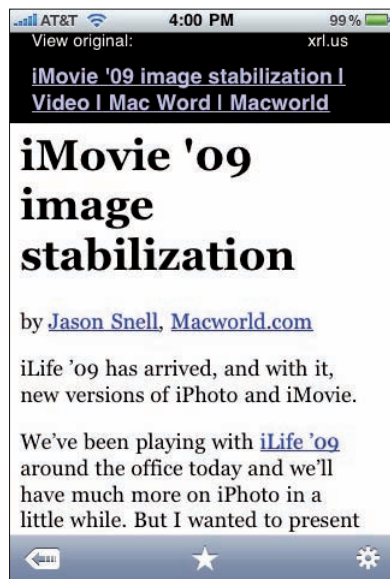 AT&T 4:00 PM 99%
View original: xrl.us
iMovie '09 image stabilization |
Video | Mac Word | Macworld
iMovie '09
image
stabilization
by Jason Snell, Macworld.com
iLife ’09 has arrived, and with it,
new versions of iPhoto and iMovie.
We’ve been playing with iLife ’09
around the office today and we’ll
have much more on iPhoto in a
little while. But I wanted to present